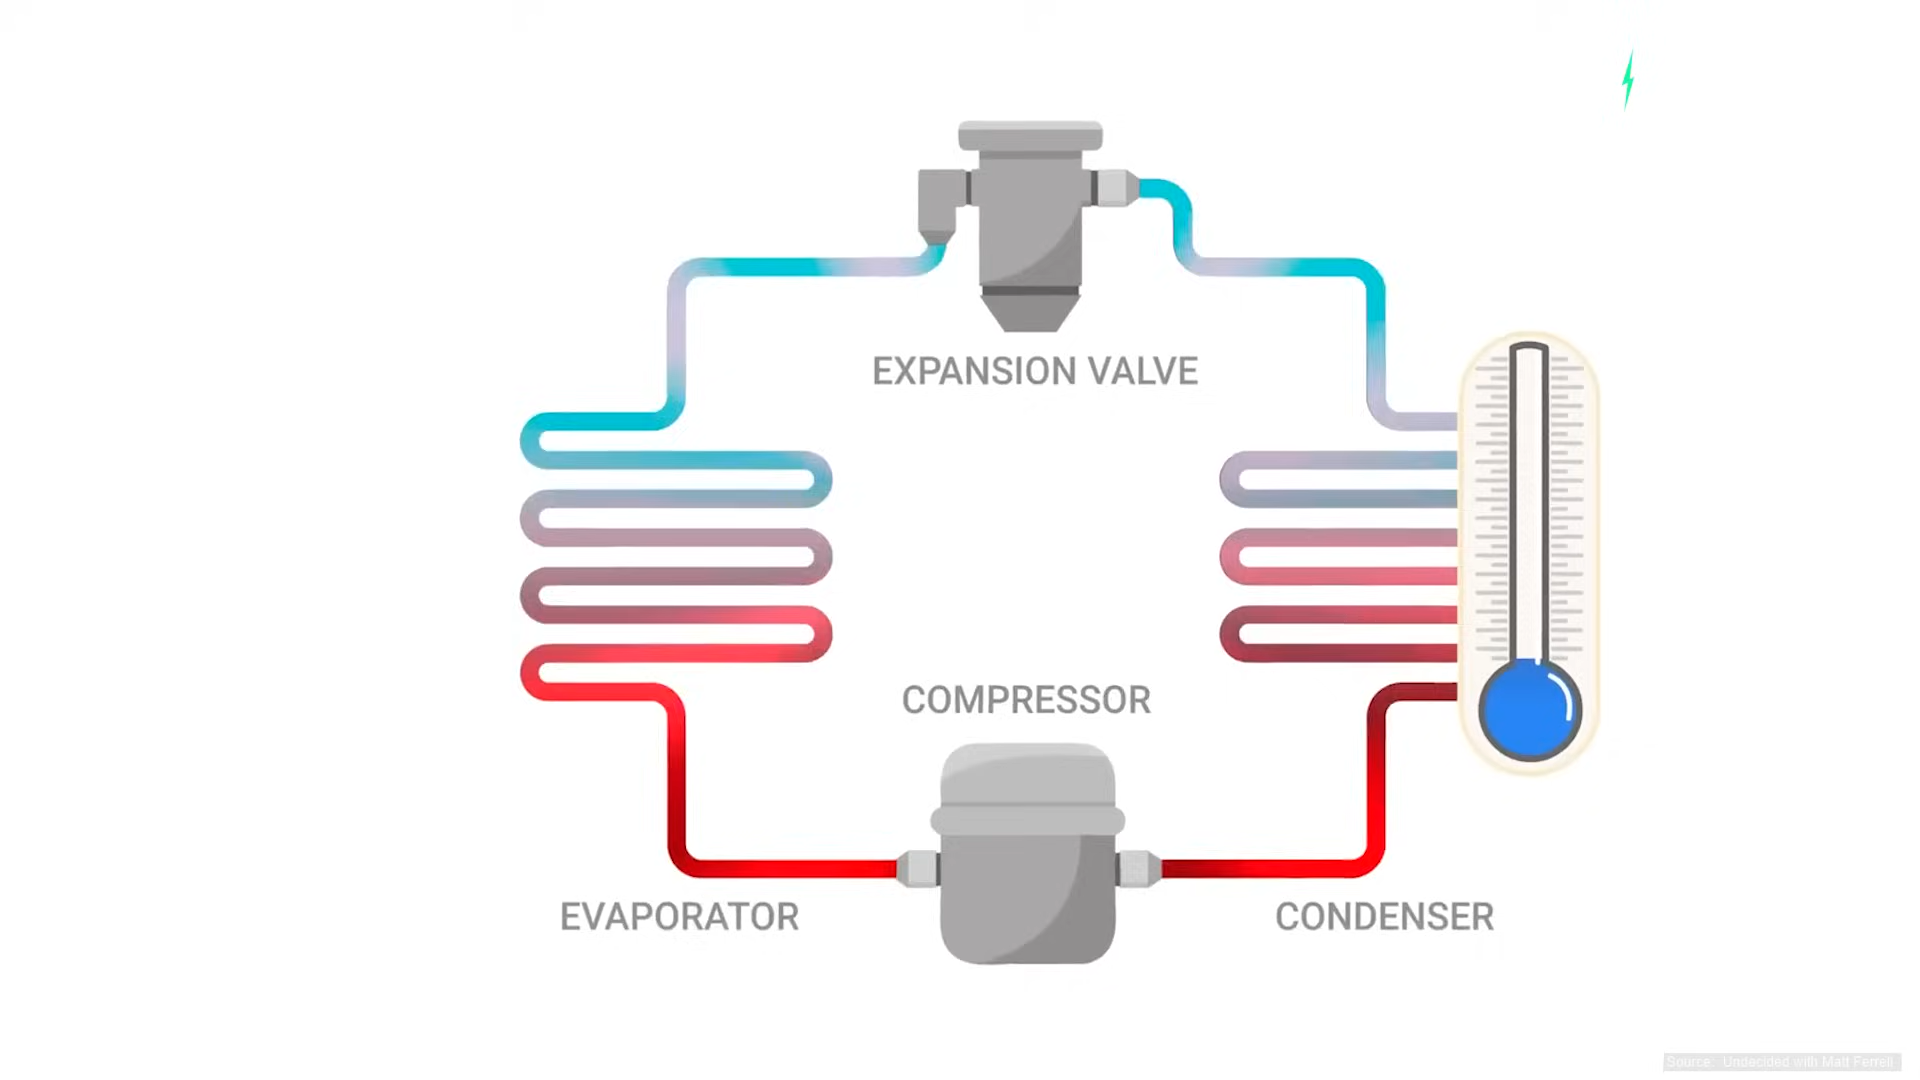 EXPANSION VALVE
COMPRESSOR
EVAPORATOR
CONDENSER
Source: Undecided with Matt Ferrell